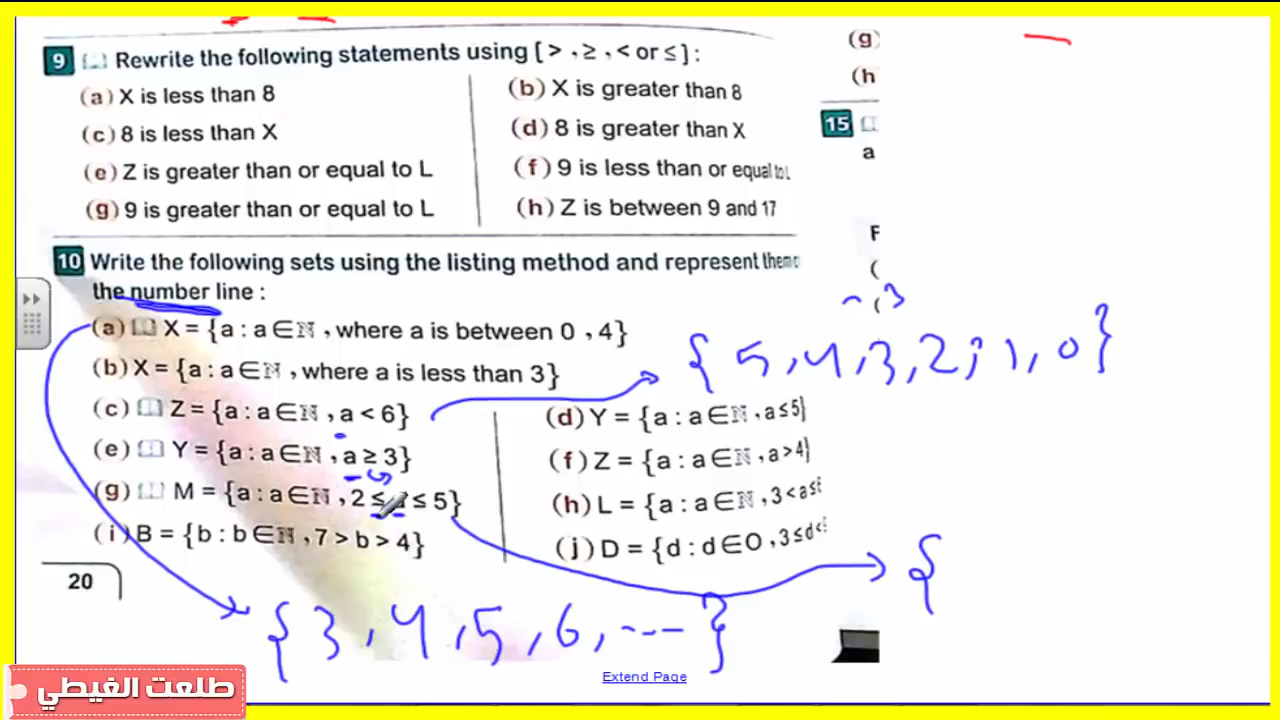 9 Rewrite the following statements using [ > , ≥ , < or ≤ ] :
(a) X is less than 8
(b) X is greater than 8
(c) 8 is less than X
(d) 8 is greater than X
(e) Z is greater than or equal to L
(f) 9 is less than or equal to L
(g) 9 is greater than or equal to L
(h) Z is between 9 and 17
10 Write the following sets using the listing method and represent them
the number line :
(a) X = {a : a ∈ ℕ , where a is between 0 , 4}
(b) X = {a : a ∈ ℕ , where a is less than 3}
(c) Z = {a : a ∈ ℕ , a < 6}
(d) Y = {a : a ∈ ℕ , a ≤ 5}
(e) Y = {a : a ∈ ℕ , a ≥ 3}
(f) Z = {a : a ∈ ℕ , a > 4}
(g) M = {a : a ∈ ℕ , 2 ≤ ≤ 5}
(h) L = {a : a ∈ ℕ , 3 < a ≤
(i) B = {b : b ∈ ℕ , 7 > b > 4}
(j) D = {d : d ∈ O , 3 ≤ d <
20
(g)
(h
15
a
F
(
(
, 3
{ 5 , 4 , 3 , 2 , 1 , 0 }
{
{ 3 , 4 , 5 , 6 , --- }
Extend Page
طلعت الغيطي